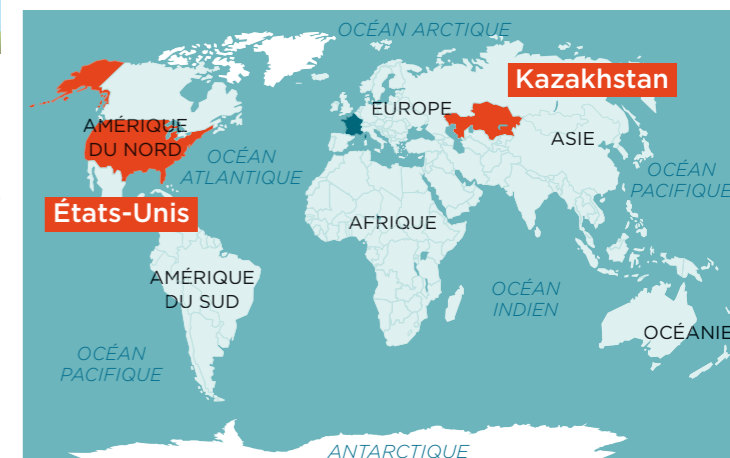 OCÉAN ARCTIQUE
Kazakhstan
EUROPE
AMÉRIQUE
DU NORD
ASIE
OCÉAN
ATLANTIQUE
OCÉAN
PACIFIQUE
États-Unis
AFRIQUE
AMÉRIQUE
DU SUD
OCÉAN
INDIEN
OCÉANIE
OCÉAN
PACIFIQUE
ANTARCTIQUE